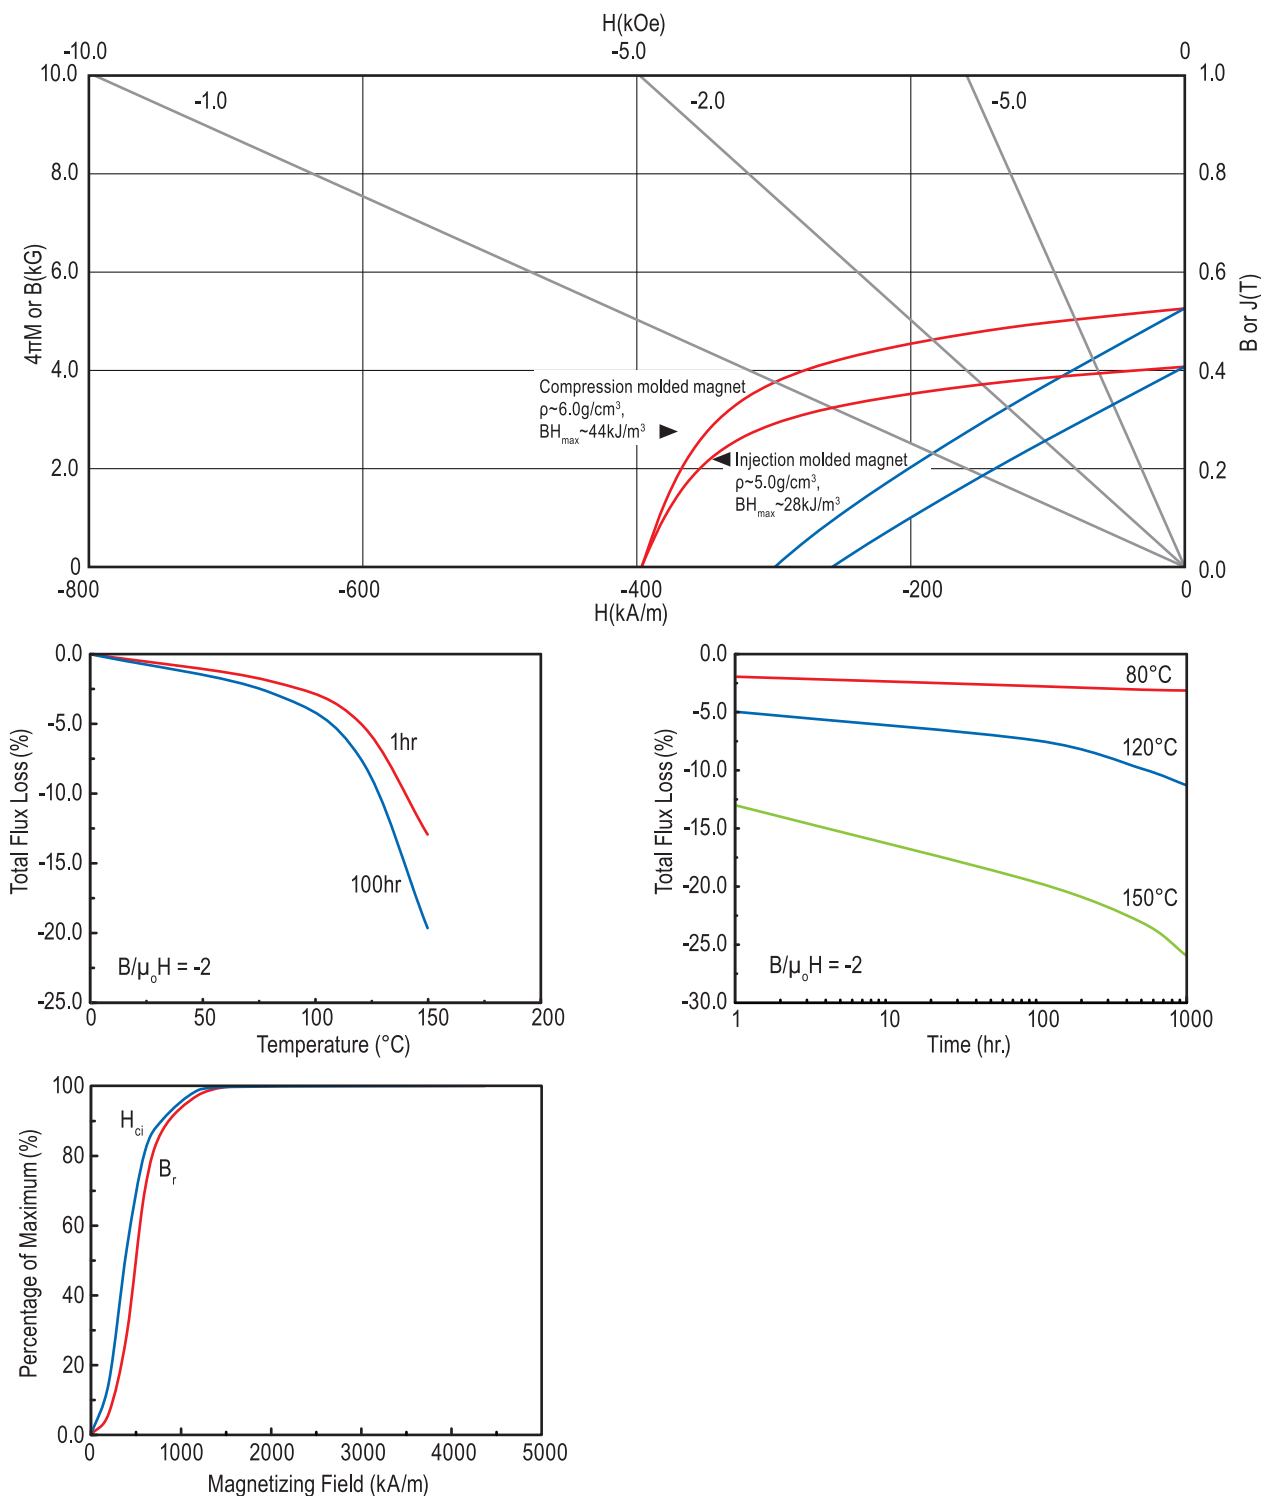 H(kOe)
-10.0 -5.0 0
10.0 1.0
-1.0 -2.0 -5.0
8.0 0.8
6.0 0.6
4πM or B(kG)
B or J(T)
4.0 0.4
Compression molded magnet
ρ~6.0g/cm³,
BHmax~44kJ/m³ ►
◄ Injection molded magnet
ρ~5.0g/cm³,
BHmax~28kJ/m³
2.0 0.2
0 0.0
-800 -600 -400 -200 0
H(kA/m)
0.0
-5.0
-10.0
-15.0
-20.0
-25.0
Total Flux Loss (%)
1hr
100hr
B/μoH = -2
0 50 100 150 200
Temperature (°C)
0.0
-5.0
-10.0
-15.0
-20.0
-25.0
-30.0
Total Flux Loss (%)
80°C
120°C
150°C
B/μoH = -2
1 10 100 1000
Time (hr.)
100
80
60
40
20
0.0
Percentage of Maximum (%)
Hci
Br
0 1000 2000 3000 4000 5000
Magnetizing Field (kA/m)